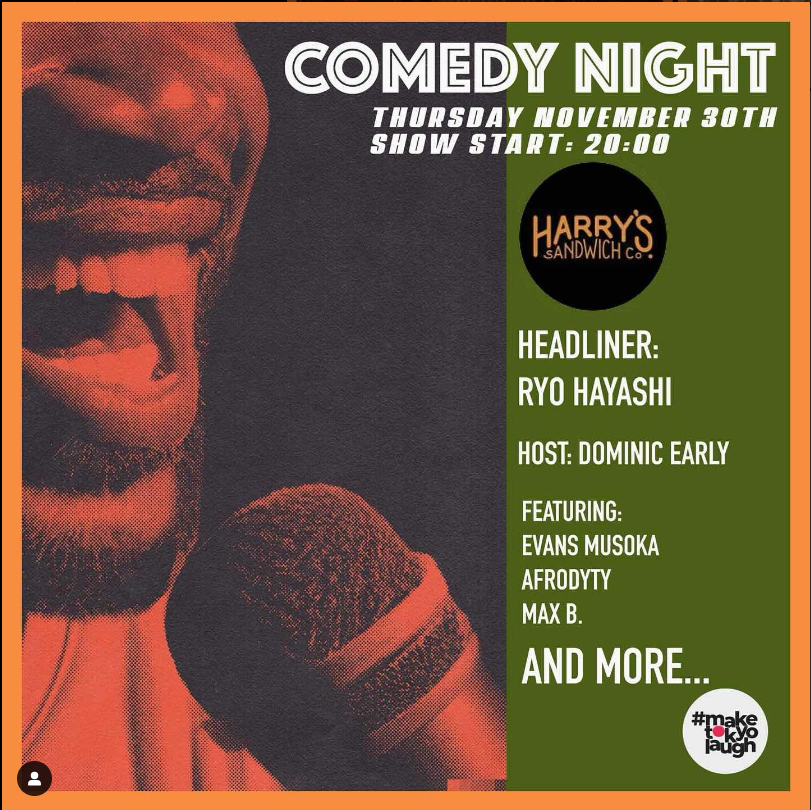 COMEDY NIGHT
THURSDAY NOVEMBER 30TH
SHOW START: 20:00
HARRY'S
SANDWICH Co.
HEADLINER:
RYO HAYASHI
HOST: DOMINIC EARLY
FEATURING:
EVANS MUSOKA
AFRODYTY
MAX B.
AND MORE...
#make
tokyo
laugh